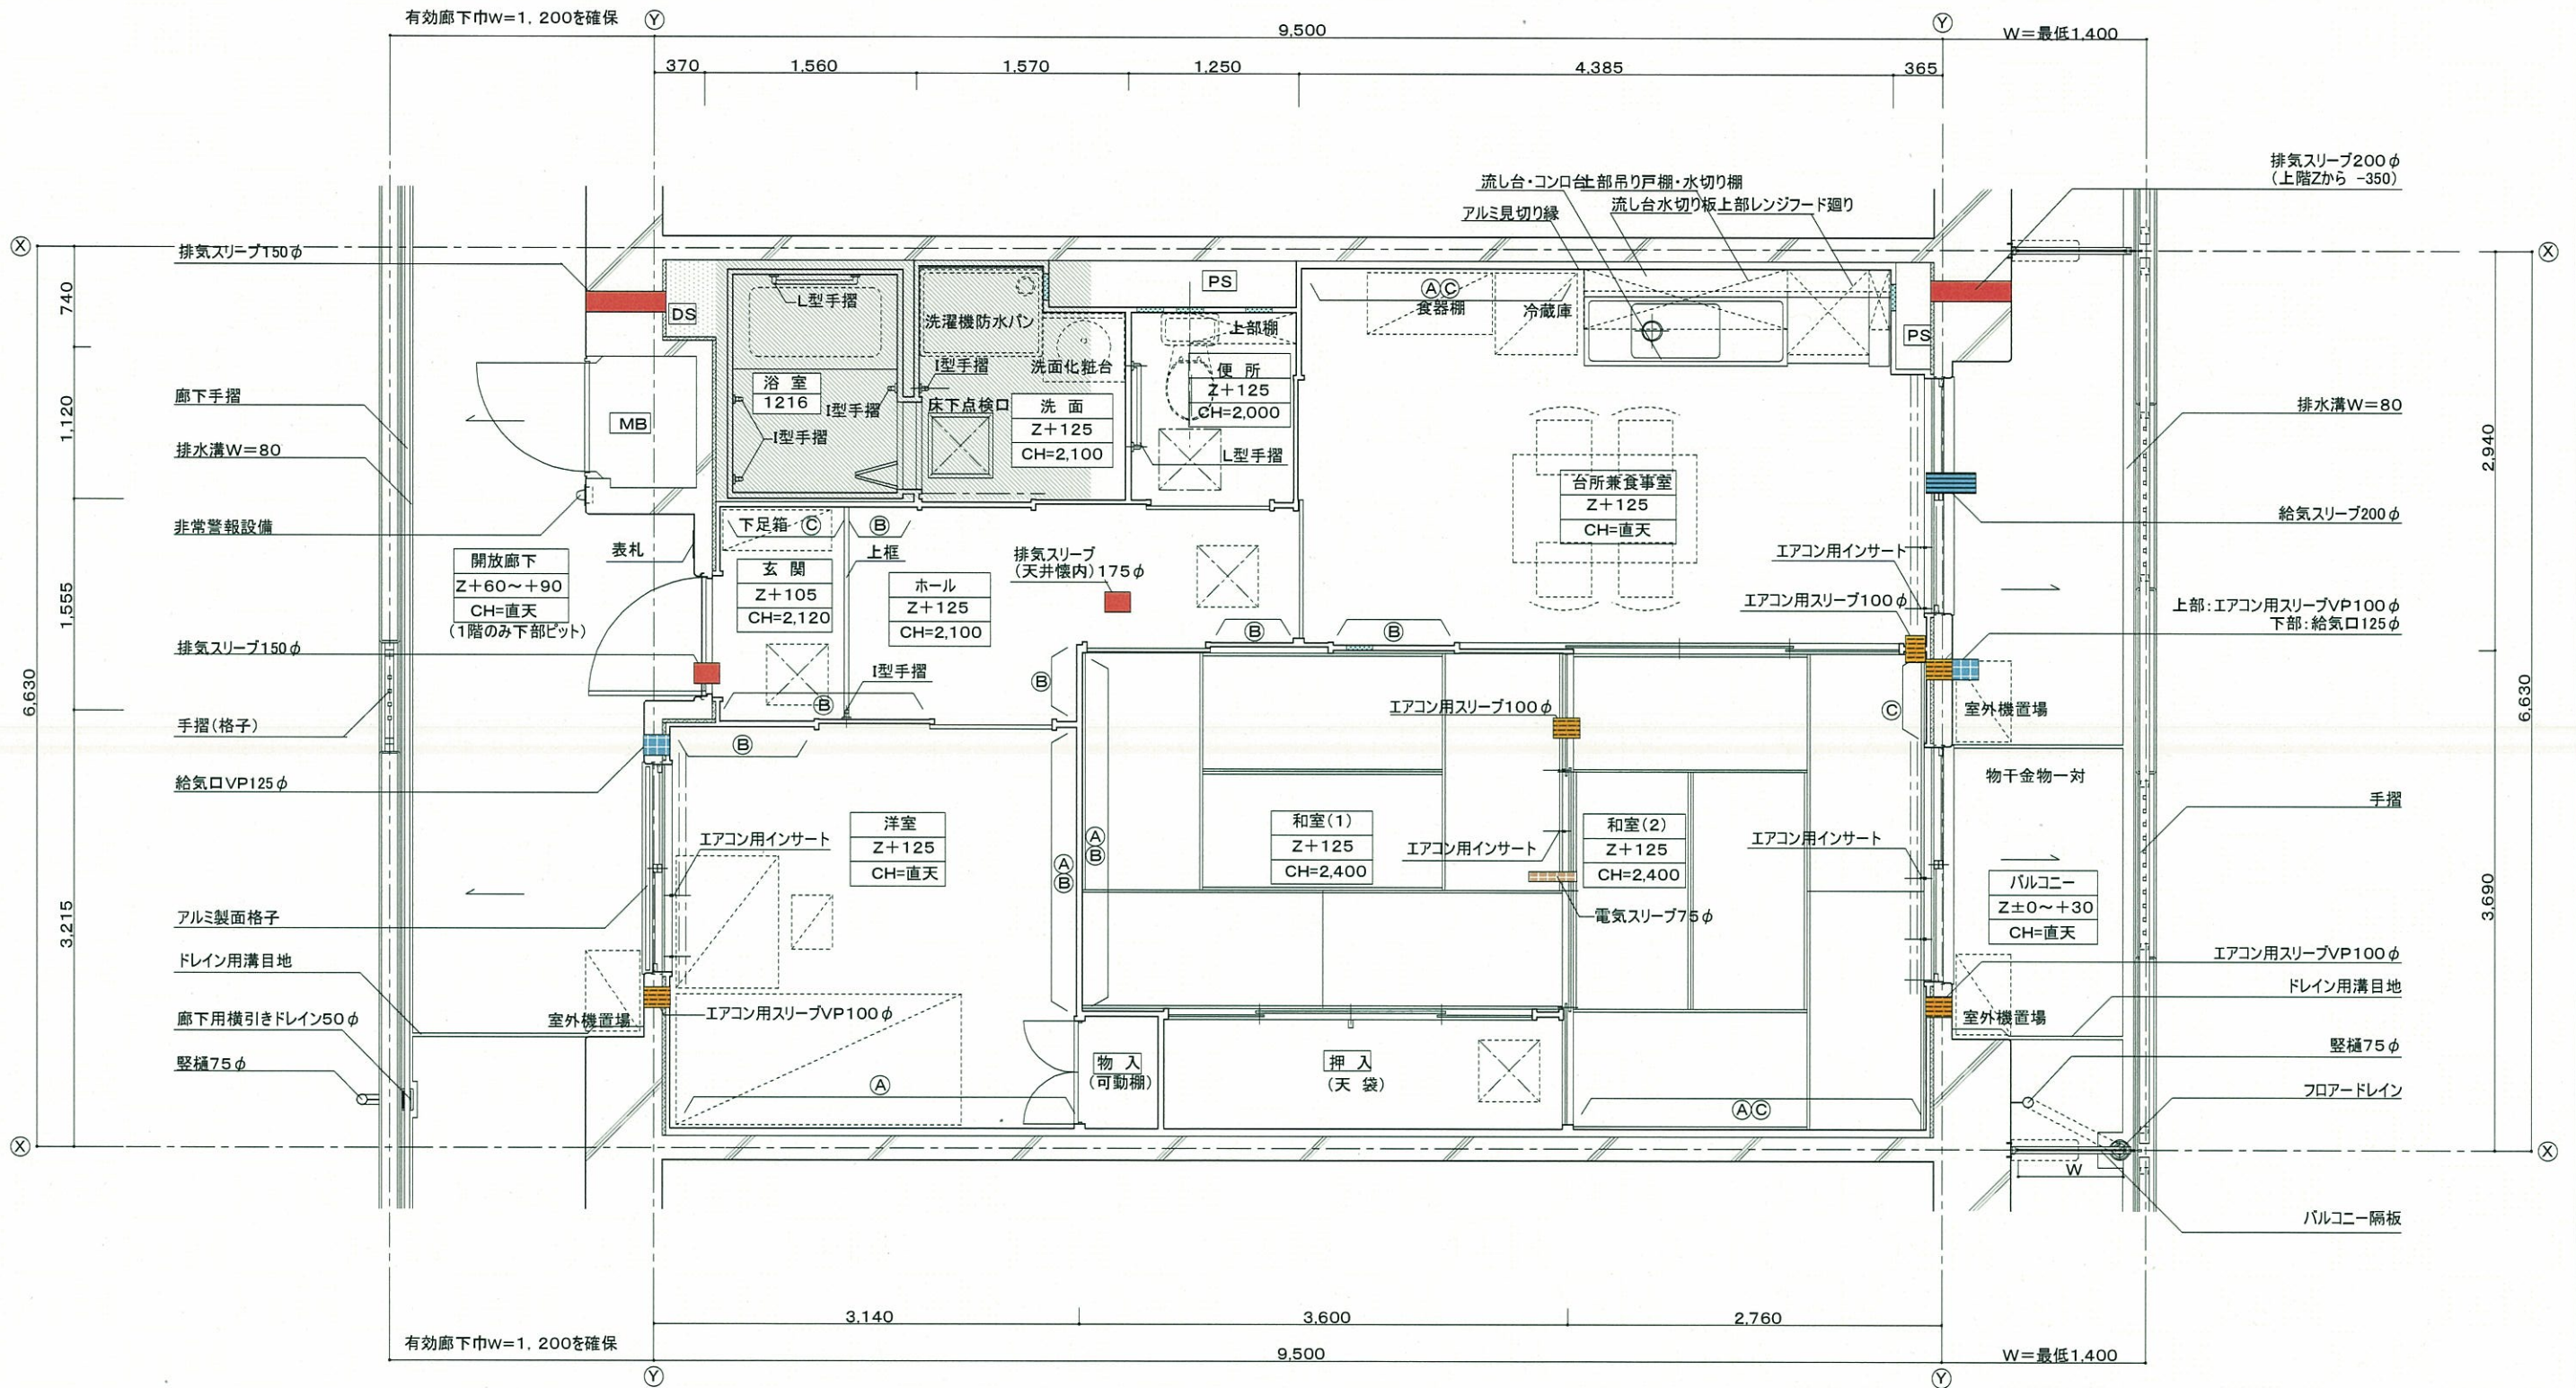 有効廊下巾W=1,200を確保
Y
9,500
Y
W=最低1,400
370
1,560
1,570
1,250
4,385
365
排気スリーブ200φ
(上階Zから -350)
流し台・コンロ台上部吊り戸棚・水切り棚
アルミ見切り縁
流し台水切り板上部レンジフード廻り
X
X
排気スリーブ150φ
740
DS
L型手摺
PS
AC
食器棚
冷蔵庫
PS
洗濯機防水パン
上部棚
I型手摺
洗面化粧台
便所
Z+125
CH=2,000
浴室
1216
I型手摺
I型手摺
床下点検口
洗面
Z+125
CH=2,100
L型手摺
廊下手摺
排水溝W=80
1,120
MB
排水溝W=80
2,940
台所兼食事室
Z+125
CH=直天
給気スリーブ200φ
非常警報設備
表札
下足箱
C
B
上框
開放廊下
Z+60~+90
CH=直天
(1階のみ下部ピット)
玄関
Z+105
CH=2,120
ホール
Z+125
CH=2,100
排気スリーブ
(天井懐内)175φ
エアコン用インサート
エアコン用スリーブ100φ
上部:エアコン用スリーブVP100φ
下部:給気口125φ
1,555
B
B
排気スリーブ150φ
6,630
I型手摺
B
B
エアコン用スリーブ100φ
C
室外機置場
6,630
手摺(格子)
B
給気口VP125φ
物干金物一対
手摺
洋室
Z+125
CH=直天
エアコン用インサート
A
B
A
B
和室(1)
Z+125
CH=2,400
エアコン用インサート
和室(2)
Z+125
CH=2,400
エアコン用インサート
バルコニー
Z±0~+30
CH=直天
3,215
3,690
アルミ製面格子
電気スリーブ75φ
ドレイン用溝目地
エアコン用スリーブVP100φ
ドレイン用溝目地
廊下用横引きドレイン50φ
室外機置場
エアコン用スリーブVP100φ
室外機置場
竪樋75φ
竪樋75φ
物入
(可動棚)
押入
(天袋)
A
AC
フロアードレイン
X
X
W
バルコニー隔板
3,140
3,600
2,760
有効廊下巾W=1,200を確保
9,500
W=最低1,400
Y
Y